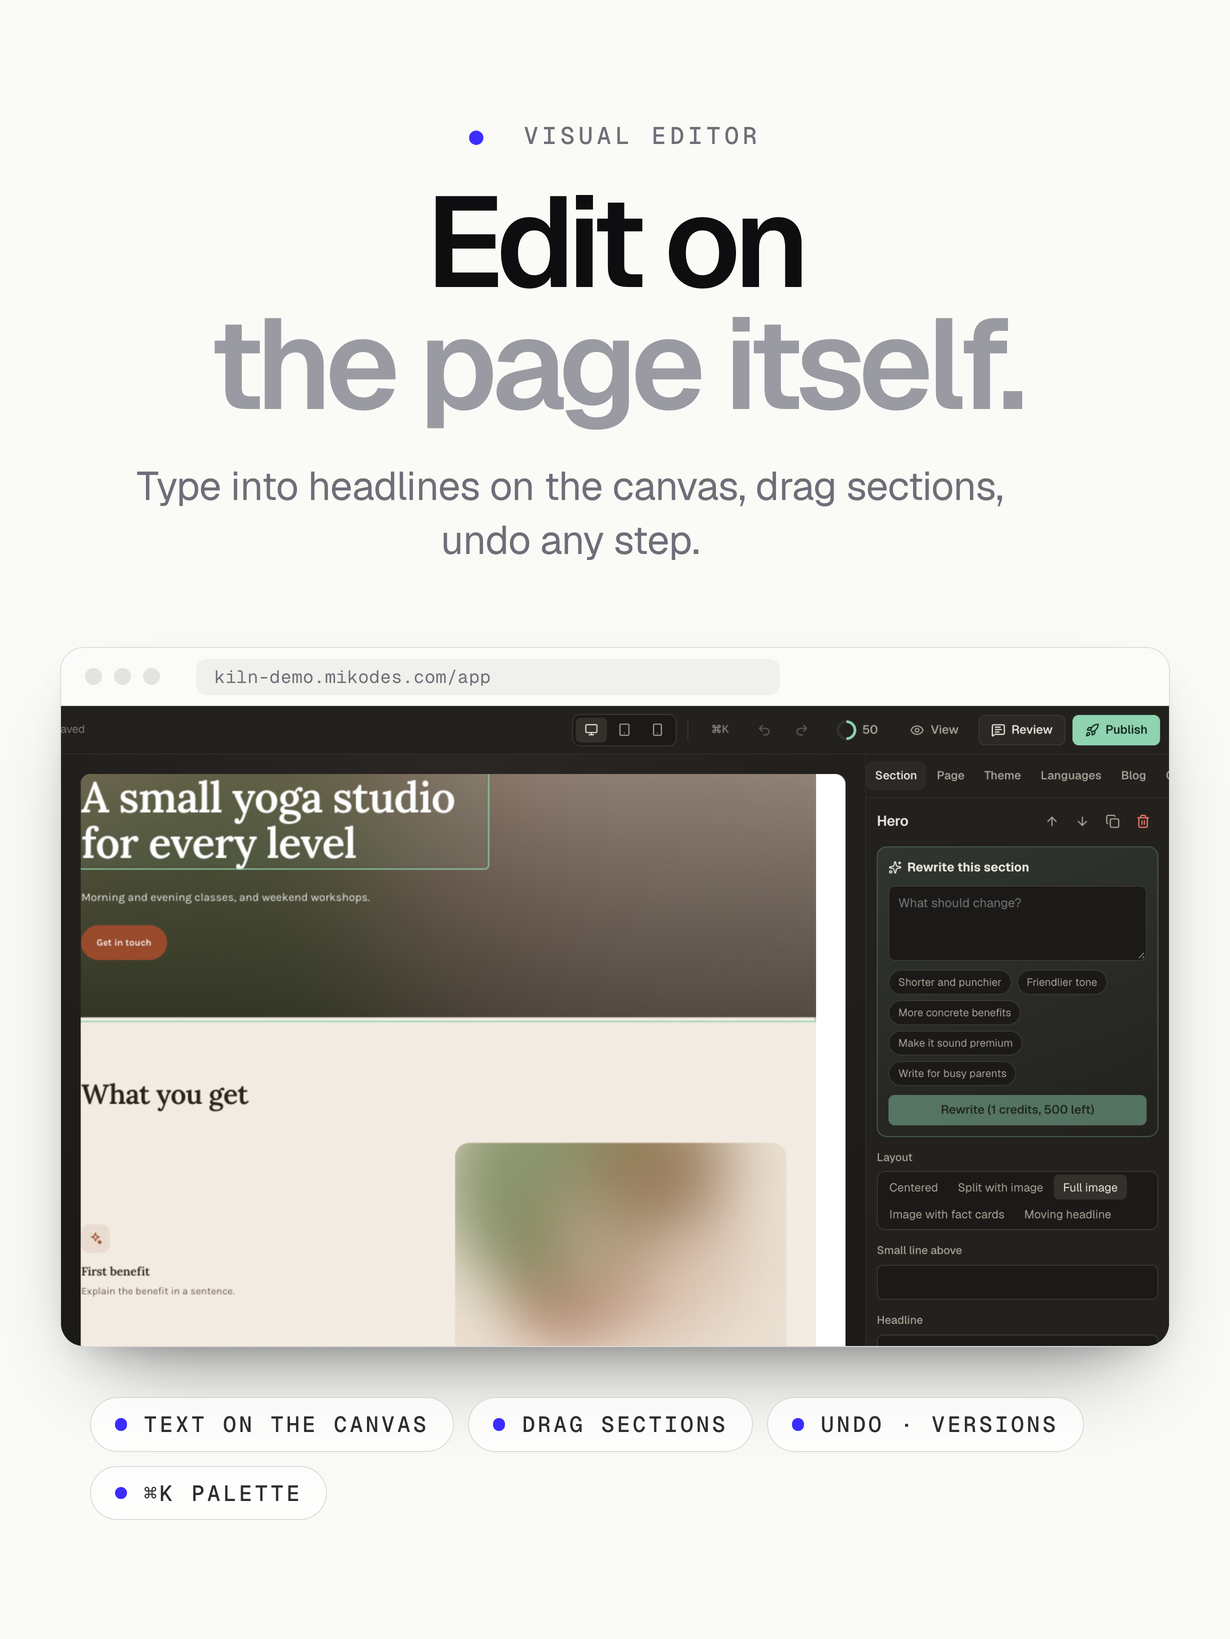 VISUAL EDITOR
Edit on
the page itself.
Type into headlines on the canvas, drag sections,
undo any step.
kiln-demo.mikodes.com/app
aved
⌘K
50
View
Review
Publish
A small yoga studio
for every level
Morning and evening classes, and weekend workshops.
Get in touch
What you get
First benefit
Explain the benefit in a sentence.
Section Page Theme Languages Blog
Hero
Rewrite this section
What should change?
Shorter and punchier
Friendlier tone
More concrete benefits
Make it sound premium
Write for busy parents
Rewrite (1 credits, 500 left)
Layout
Centered Split with image Full image
Image with fact cards Moving headline
Small line above
Headline
TEXT ON THE CANVAS
DRAG SECTIONS
UNDO · VERSIONS
⌘K PALETTE